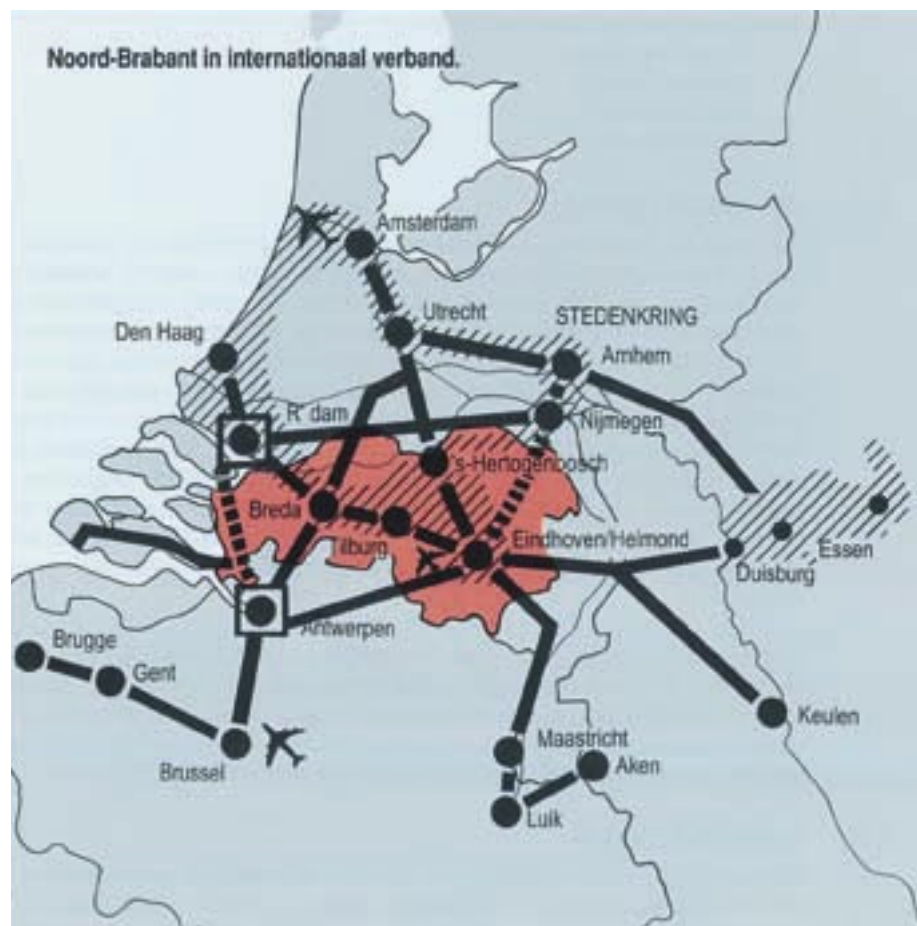 Noord-Brabant in internationaal verband.
Amsterdam
Utrecht
STEDENKRING
Den Haag
Arnhem
R'dam
Nijmegen
's-Hertogenbosch
Breda
Tilburg
Eindhoven/Helmond
Essen
Duisburg
Antwerpen
Brugge
Gent
Keulen
Maastricht
Aken
Brussel
Luik